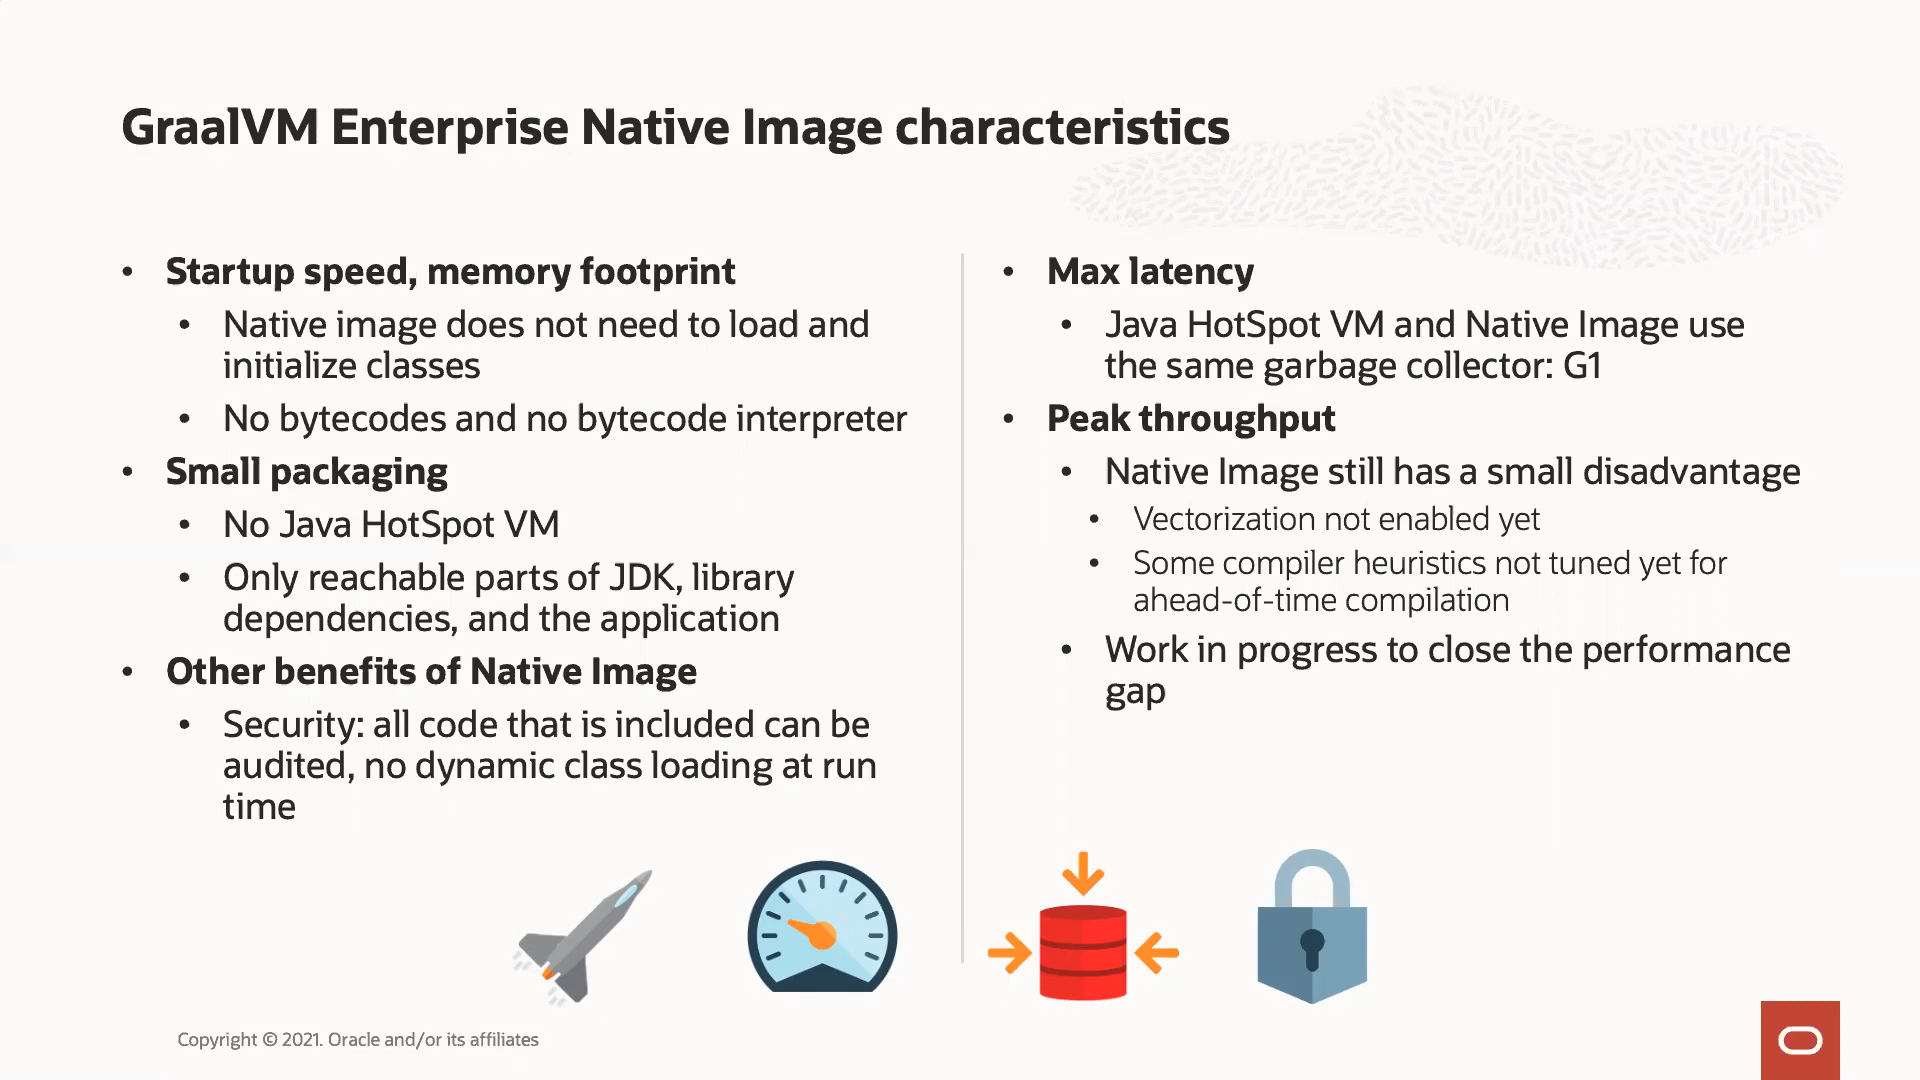 GraalVM Enterprise Native Image characteristics
• Startup speed, memory footprint
• Native image does not need to load and
initialize classes
• No bytecodes and no bytecode interpreter
• Small packaging
• No Java HotSpot VM
• Only reachable parts of JDK, library
dependencies, and the application
• Other benefits of Native Image
• Security: all code that is included can be
audited, no dynamic class loading at run
time
• Max latency
• Java HotSpot VM and Native Image use
the same garbage collector: G1
• Peak throughput
• Native Image still has a small disadvantage
• Vectorization not enabled yet
• Some compiler heuristics not tuned yet for
ahead-of-time compilation
• Work in progress to close the performance
gap
Copyright © 2021. Oracle and/or its affiliates